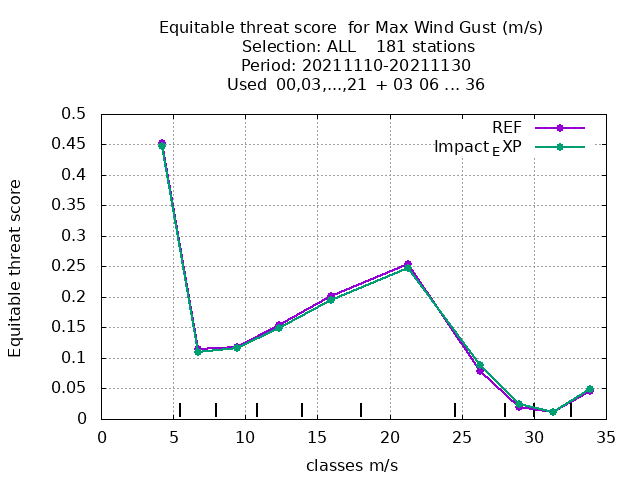 Equitable threat score  for Max Wind Gust (m/s)
Selection: ALL    181 stations
Period: 20211110-20211130
Used  00,03,...,21  + 03 06 ... 36
REF
Impact_EXP
Equitable threat score
0.5
0.45
0.4
0.35
0.3
0.25
0.2
0.15
0.1
0.05
0
0 5 10 15 20 25 30 35
classes m/s